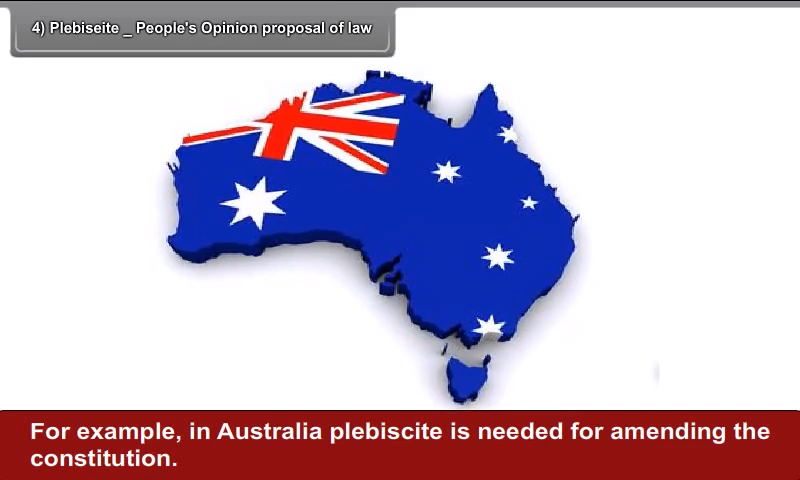 4) Plebiseite _ People's Opinion proposal of law
For example, in Australia plebiscite is needed for amending the
constitution.